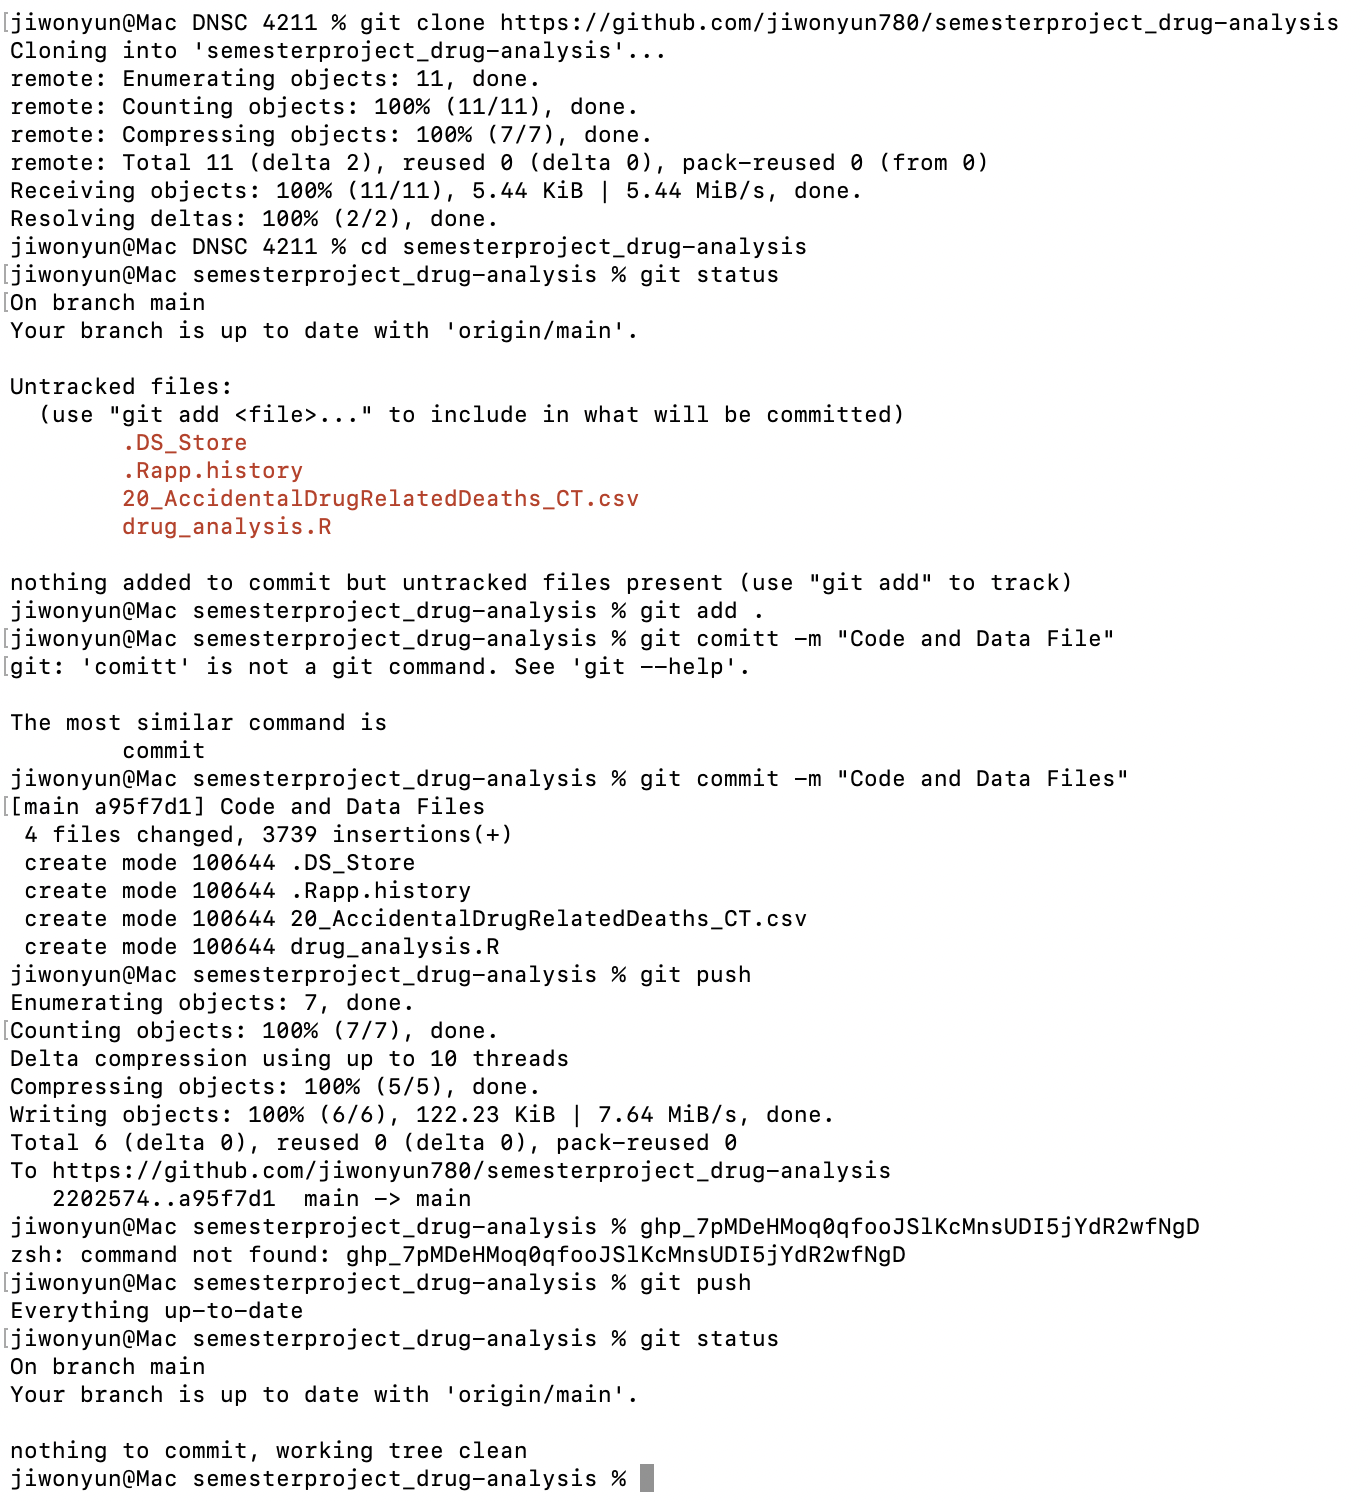 [jiwonyun@Mac DNSC 4211 % git clone https://github.com/jiwonyun780/semesterproject_drug-analysis
Cloning into 'semesterproject_drug-analysis'...
remote: Enumerating objects: 11, done.
remote: Counting objects: 100% (11/11), done.
remote: Compressing objects: 100% (7/7), done.
remote: Total 11 (delta 2), reused 0 (delta 0), pack-reused 0 (from 0)
Receiving objects: 100% (11/11), 5.44 KiB | 5.44 MiB/s, done.
Resolving deltas: 100% (2/2), done.
jiwonyun@Mac DNSC 4211 % cd semesterproject_drug-analysis
[jiwonyun@Mac semesterproject_drug-analysis % git status
[On branch main
Your branch is up to date with 'origin/main'.

Untracked files:
  (use "git add <file>..." to include in what will be committed)
        .DS_Store
        .Rapp.history
        20_AccidentalDrugRelatedDeaths_CT.csv
        drug_analysis.R

nothing added to commit but untracked files present (use "git add" to track)
jiwonyun@Mac semesterproject_drug-analysis % git add .
[jiwonyun@Mac semesterproject_drug-analysis % git comitt -m "Code and Data File"
[git: 'comitt' is not a git command. See 'git --help'.

The most similar command is
        commit
jiwonyun@Mac semesterproject_drug-analysis % git commit -m "Code and Data Files"
[[main a95f7d1] Code and Data Files
 4 files changed, 3739 insertions(+)
 create mode 100644 .DS_Store
 create mode 100644 .Rapp.history
 create mode 100644 20_AccidentalDrugRelatedDeaths_CT.csv
 create mode 100644 drug_analysis.R
jiwonyun@Mac semesterproject_drug-analysis % git push
Enumerating objects: 7, done.
[Counting objects: 100% (7/7), done.
Delta compression using up to 10 threads
Compressing objects: 100% (5/5), done.
Writing objects: 100% (6/6), 122.23 KiB | 7.64 MiB/s, done.
Total 6 (delta 0), reused 0 (delta 0), pack-reused 0
To https://github.com/jiwonyun780/semesterproject_drug-analysis
   2202574..a95f7d1  main -> main
jiwonyun@Mac semesterproject_drug-analysis % 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
zsh: command not found: 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
[jiwonyun@Mac semesterproject_drug-analysis % git push
Everything up-to-date
[jiwonyun@Mac semesterproject_drug-analysis % git status
On branch main
Your branch is up to date with 'origin/main'.

nothing to commit, working tree clean
jiwonyun@Mac semesterproject_drug-analysis %